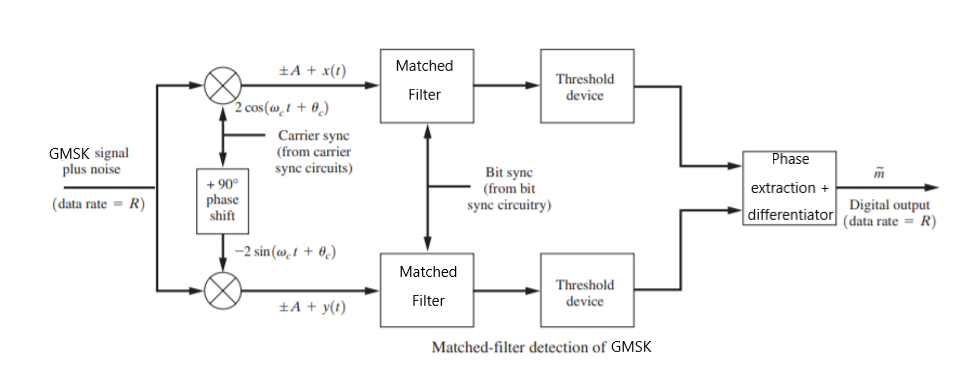 ±A + x(t)
Matched
Filter
Threshold
device
2 cos(ω_c t + θ_c)
Carrier sync
(from carrier
sync circuits)
GMSK signal
plus noise
(data rate = R)
+ 90°
phase
shift
Bit sync
(from bit
sync circuitry)
Phase
extraction +
differentiator
m̃
Digital output
(data rate = R)
−2 sin(ω_c t + θ_c)
±A + y(t)
Matched
Filter
Threshold
device
Matched-filter detection of GMSK